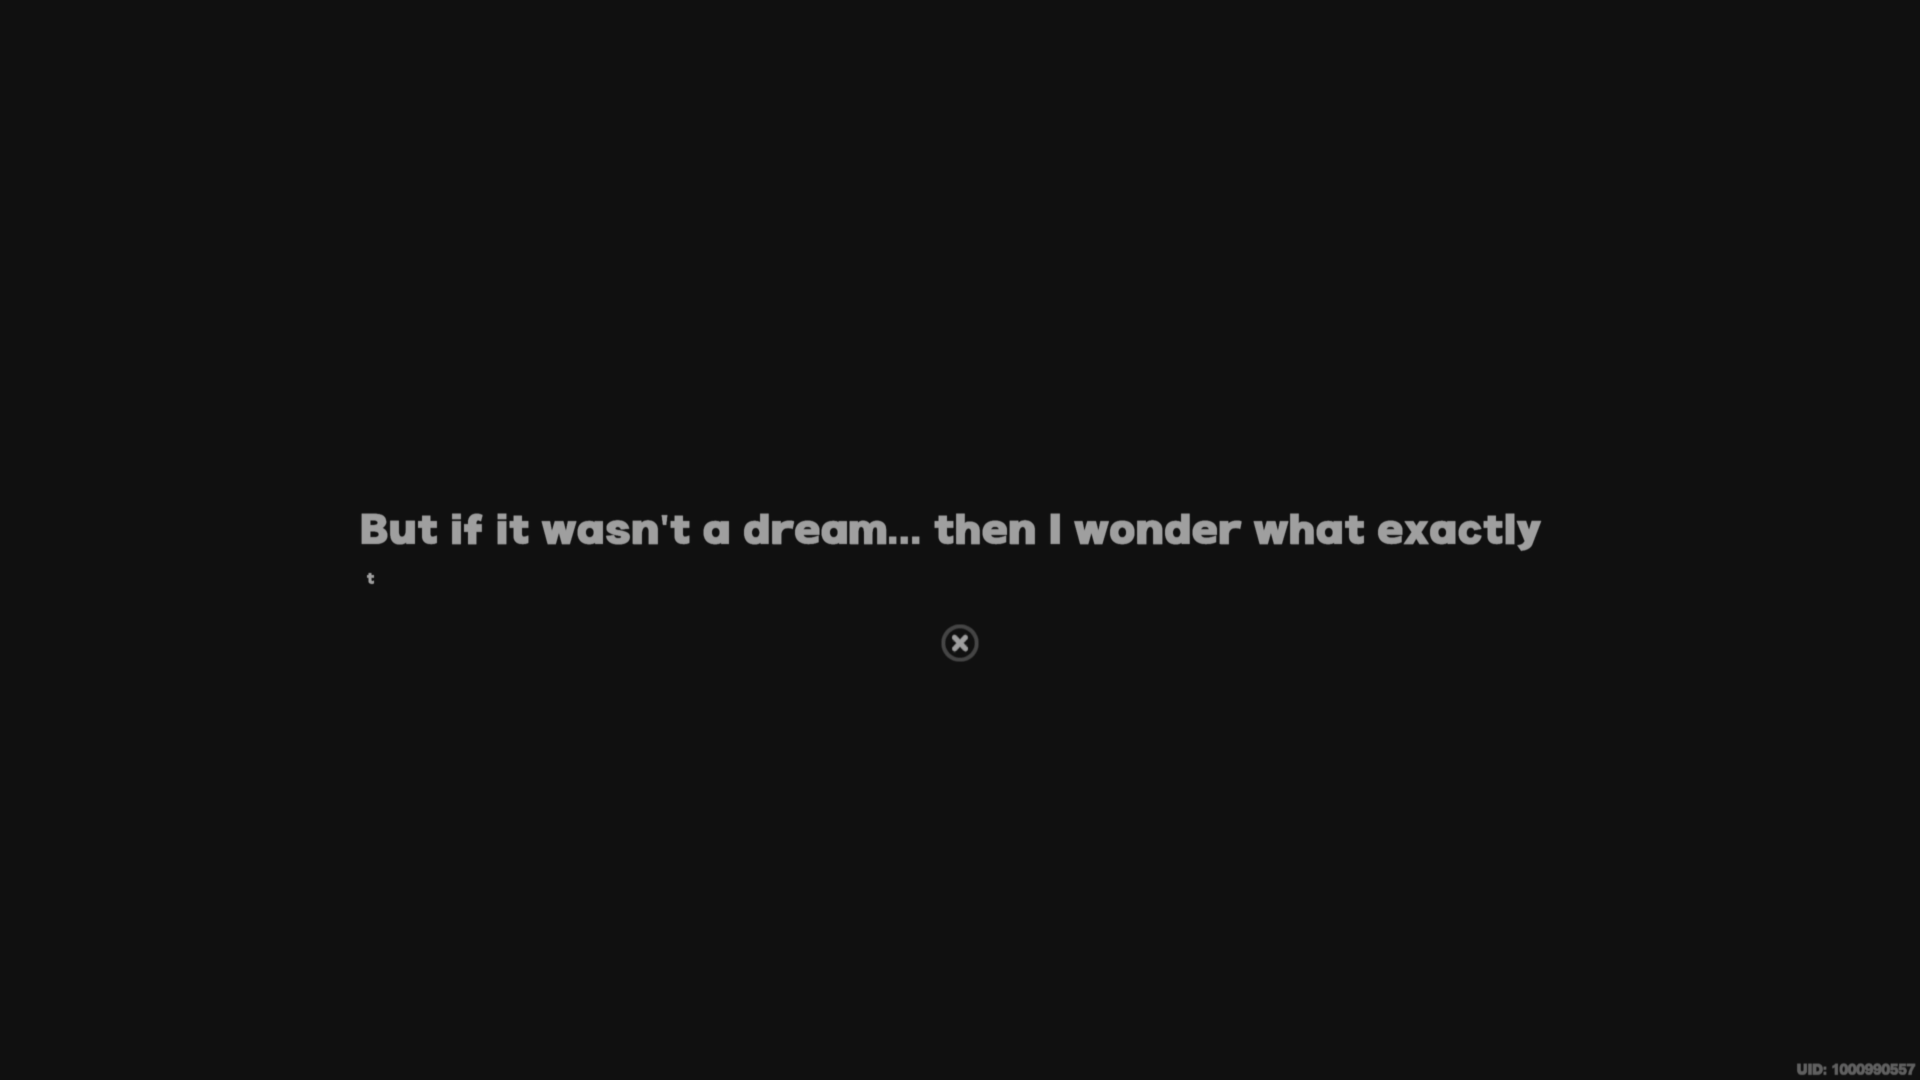 But if it wasn't a dream... then I wonder what exactly
t
UID: 1000990557